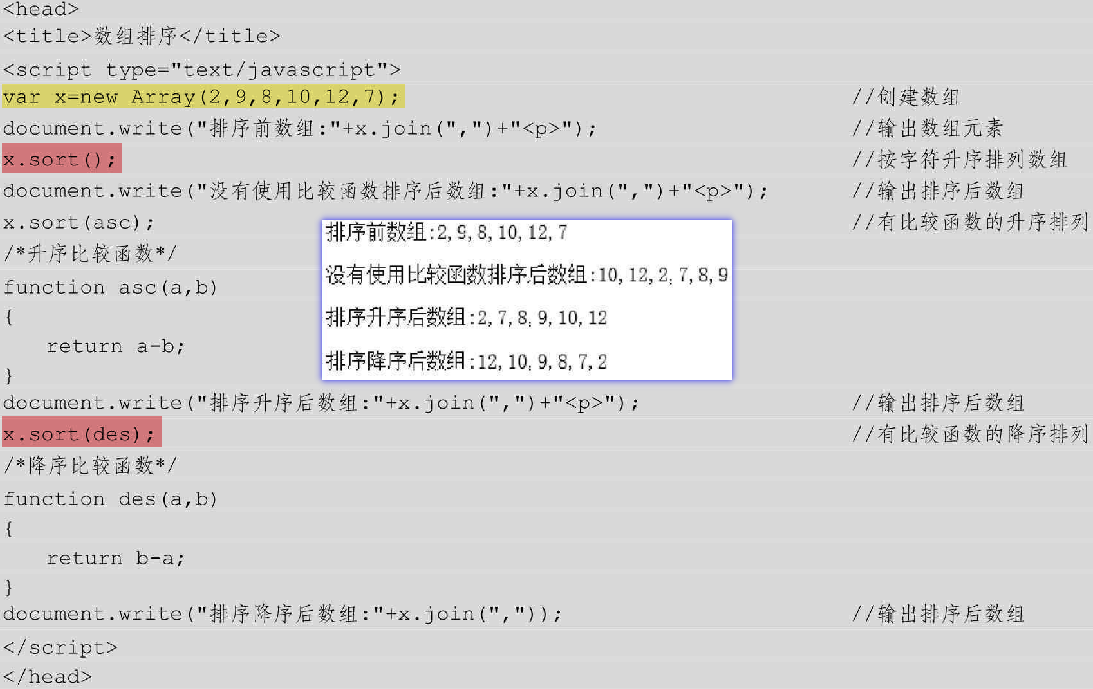 <head>
<title>数组排序</title>
<script type="text/javascript">
var x=new Array(2,9,8,10,12,7); //创建数组
document.write("排序前数组:"+x.join(",")+"<p>"); //输出数组元素
x.sort(); //按字符升序排列数组
document.write("没有使用比较函数排序后数组:"+x.join(",")+"<p>"); //输出排序后数组
x.sort(asc); //有比较函数的升序排列
/*升序比较函数*/
function asc(a,b)
{
return a-b;
}
document.write("排序升序后数组:"+x.join(",")+"<p>"); //输出排序后数组
x.sort(des); //有比较函数的降序排列
/*降序比较函数*/
function des(a,b)
{
return b-a;
}
document.write("排序降序后数组:"+x.join(",")); //输出排序后数组
</script>
</head>
排序前数组:2,9,8,10,12,7
没有使用比较函数排序后数组:10,12,2,7,8,9
排序升序后数组:2,7,8,9,10,12
排序降序后数组:12,10,9,8,7,2